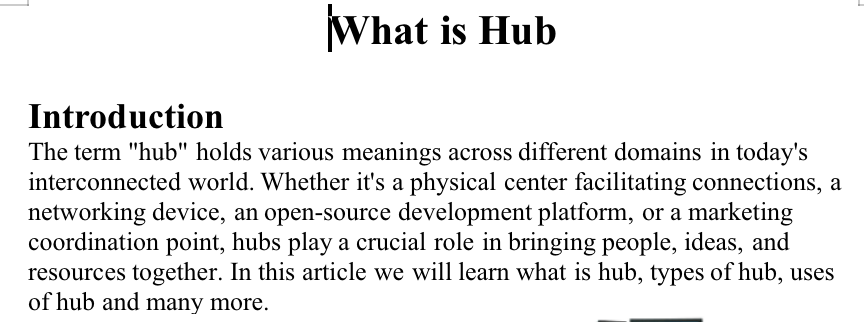 What is Hub
Introduction
The term "hub" holds various meanings across different domains in today's
interconnected world. Whether it's a physical center facilitating connections, a
networking device, an open-source development platform, or a marketing
coordination point, hubs play a crucial role in bringing people, ideas, and
resources together. In this article we will learn what is hub, types of hub, uses
of hub and many more.